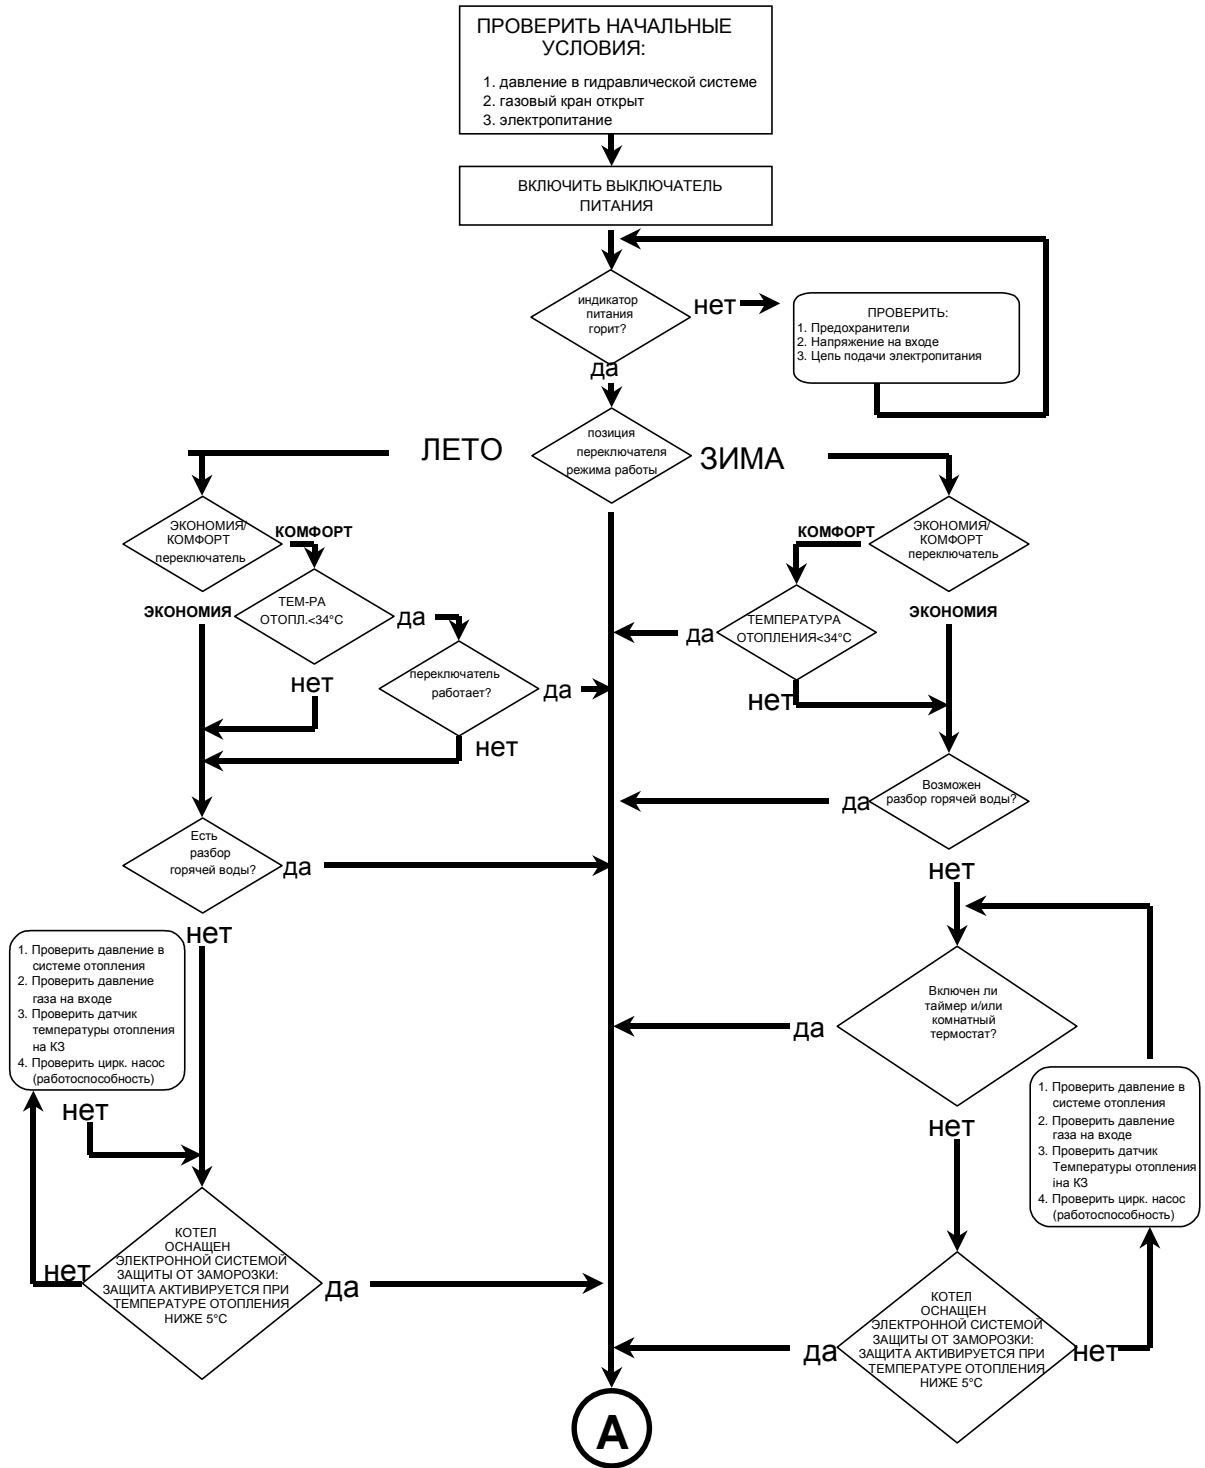 ПРОВЕРИТЬ НАЧАЛЬНЫЕ
УСЛОВИЯ:
1. давление в гидравлической системе
2. газовый кран открыт
3. электропитание
ВКЛЮЧИТЬ ВЫКЛЮЧАТЕЛЬ
ПИТАНИЯ
индикатор
питания
горит?
нет
ПРОВЕРИТЬ:
1. Предохранители
2. Напряжение на входе
3. Цепь подачи электропитания
да
позиция
переключателя
режима работы
ЛЕТО
ЗИМА
ЭКОНОМИЯ/
КОМФОРТ
переключатель
КОМФОРТ
ТЕМ-РА
ОТОПЛ.<34°C
ЭКОНОМИЯ
да
нет
переключатель
работает?
да
нет
КОМФОРТ
ЭКОНОМИЯ/
КОМФОРТ
переключатель
ТЕМПЕРАТУРА
ОТОПЛЕНИЯ<34°C
ЭКОНОМИЯ
да
нет
Возможен
разбор горячей воды?
да
нет
Есть
разбор
горячей воды?
да
нет
1. Проверить давление в
системе отопления
2. Проверить давление
газа на входе
3. Проверить датчик
температуры отопления
на КЗ
4. Проверить цирк. насос
(работоспособность)
нет
Включен ли
таймер и/или
комнатный
термостат?
да
нет
1. Проверить давление в
системе отопления
2. Проверить давление
газа на входе
3. Проверить датчик
Температуры отопления
iна КЗ
4. Проверить цирк. насос
(работоспособность)
КОТЕЛ
ОСНАЩЕН
ЭЛЕКТРОННОЙ СИСТЕМОЙ
ЗАЩИТЫ ОТ ЗАМОРОЗКИ:
ЗАЩИТА АКТИВИРУЕТСЯ ПРИ
ТЕМПЕРАТУРЕ ОТОПЛЕНИЯ
НИЖЕ 5°C
нет
да
КОТЕЛ
ОСНАЩЕН
ЭЛЕКТРОННОЙ СИСТЕМОЙ
ЗАЩИТЫ ОТ ЗАМОРОЗКИ:
ЗАЩИТА АКТИВИРУЕТСЯ ПРИ
ТЕМПЕРАТУРЕ ОТОПЛЕНИЯ
НИЖЕ 5°C
да
нет
А